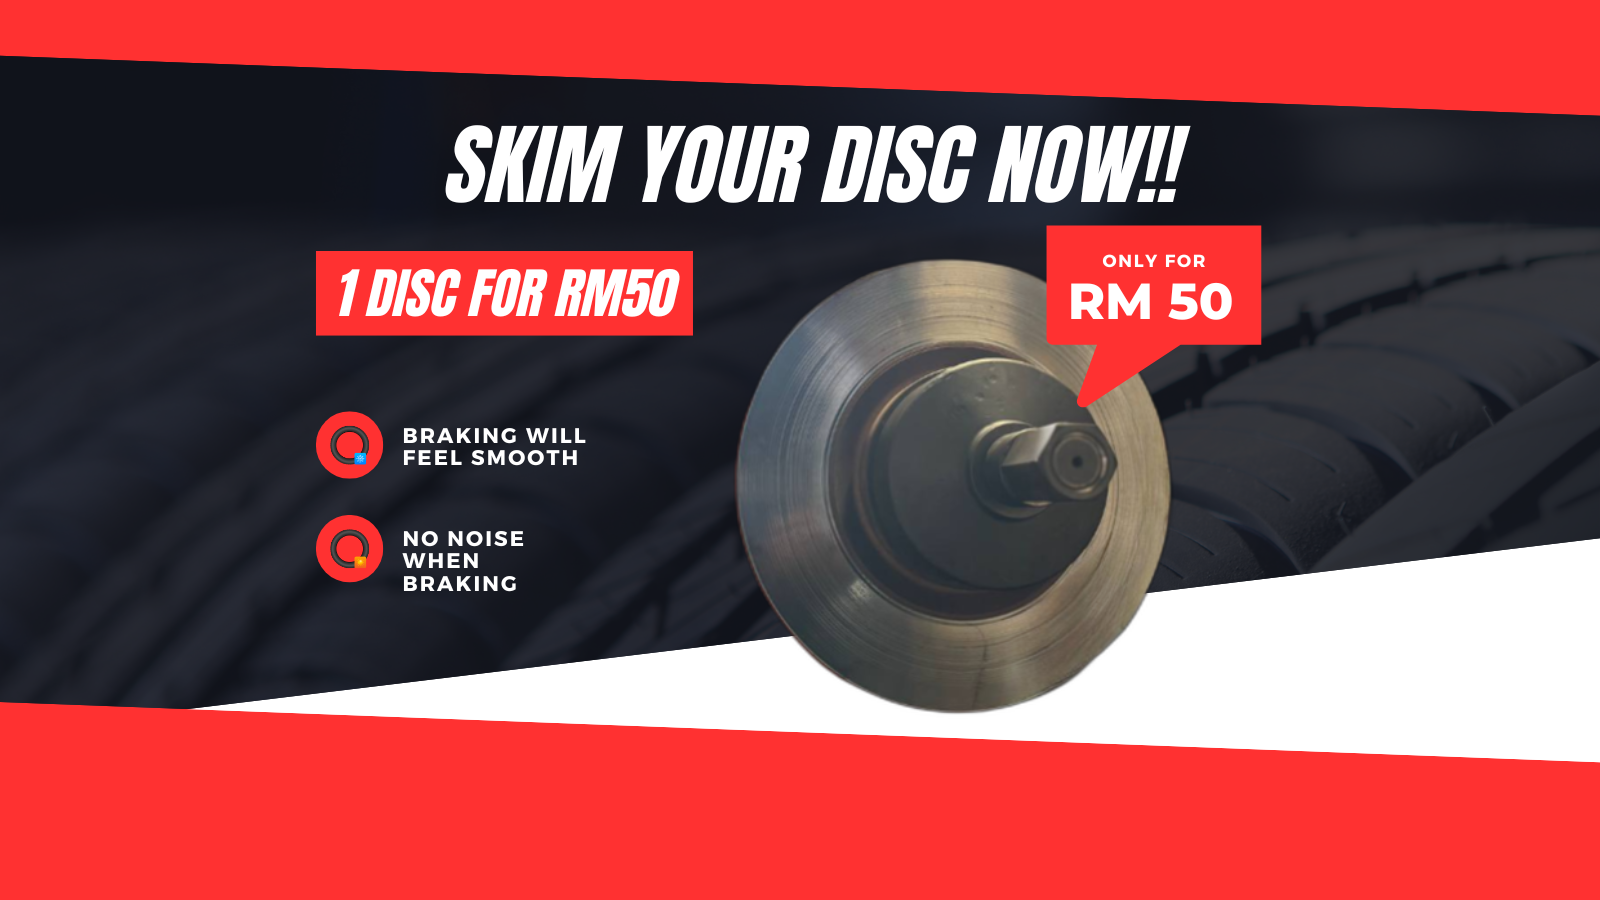 SKIM YOUR DISC NOW!!
1 DISC FOR RM50
ONLY FOR
RM 50
BRAKING WILL
FEEL SMOOTH
NO NOISE
WHEN
BRAKING